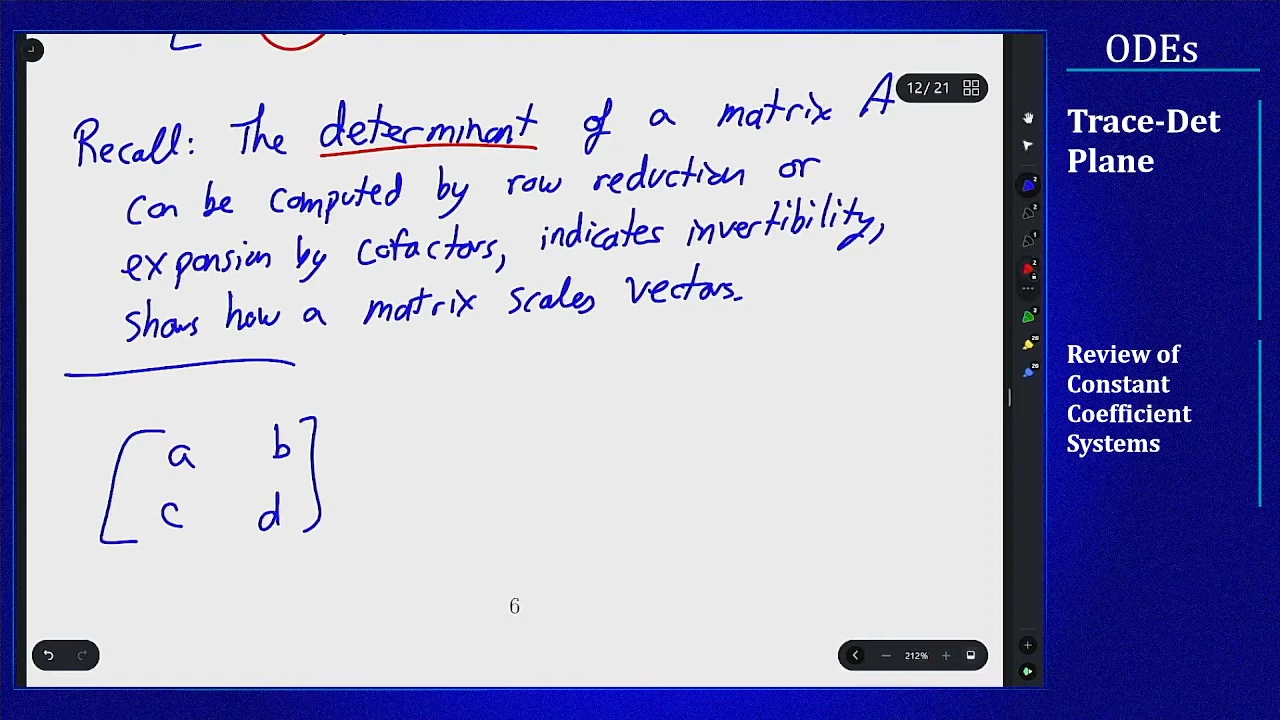 Recall: The determinant of a matrix A
can be computed by row reduction or
expansion by cofactors, indicates invertibility,
shows how a matrix scales vectors.
a b
c d
6
12/21
212%
ODEs
Trace-Det
Plane
Review of
Constant
Coefficient
Systems